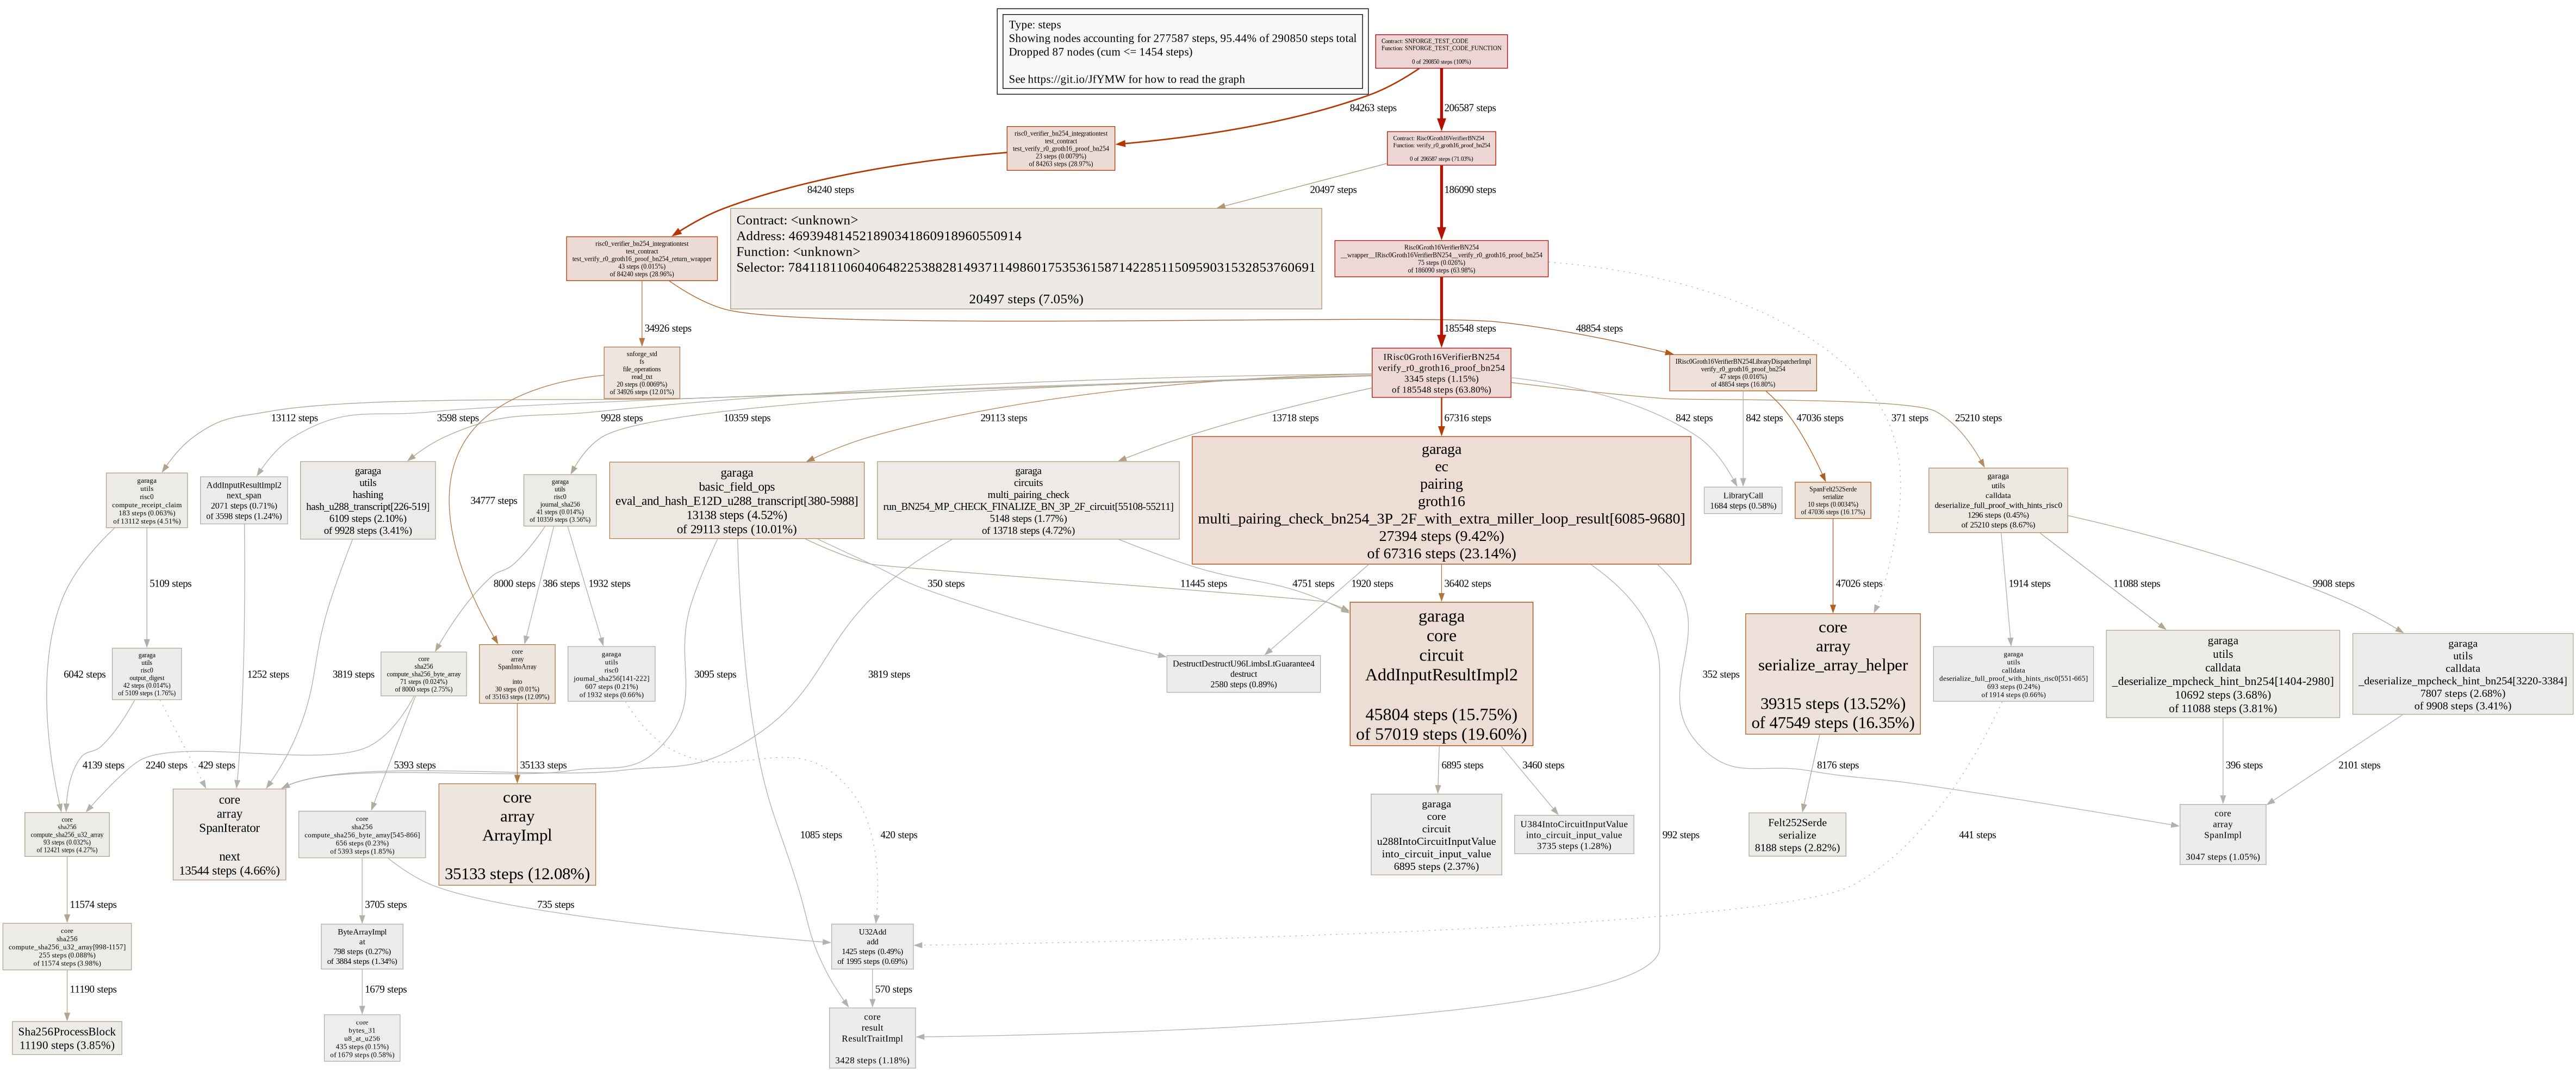 Type: steps
Showing nodes accounting for 277587 steps, 95.44% of 290850 steps total
Dropped 87 nodes (cum <= 1454 steps)
See https://git.io/JfYMW for how to read the graph
Contract: SNFORGE_TEST_CODE
Function: SNFORGE_TEST_CODE_FUNCTION
0 of 290850 steps (100%)
84263 steps
206587 steps
risc0_verifier_bn254_integrationtest
test_contract
test_verify_r0_groth16_proof_bn254
23 steps (0.0079%)
of 84263 steps (28.97%)
Contract: Risc0Groth16VerifierBN254
Function: verify_r0_groth16_proof_bn254
0 of 206587 steps (71.03%)
84240 steps
20497 steps
186090 steps
risc0_verifier_bn254_integrationtest
test_contract
test_verify_r0_groth16_proof_bn254_return_wrapper
43 steps (0.015%)
of 84240 steps (28.96%)
Contract: <unknown>
Address: 469394814521890341860918960550914
Function: <unknown>
Selector: 784118110604064822538828149371149860175353615871422851150959031532853760691
20497 steps (7.05%)
Risc0Groth16VerifierBN254
__wrapper__IRisc0Groth16VerifierBN254__verify_r0_groth16_proof_bn254
75 steps (0.026%)
of 186090 steps (63.98%)
34926 steps
185548 steps
48854 steps
snforge_std
fs
file_operations
read_txt
20 steps (0.0069%)
of 34926 steps (12.01%)
IRisc0Groth16VerifierBN254
verify_r0_groth16_proof_bn254
3345 steps (1.15%)
of 185548 steps (63.80%)
IRisc0Groth16VerifierBN254LibraryDispatcherImpl
verify_r0_groth16_proof_bn254
47 steps (0.016%)
of 48854 steps (16.80%)
13112 steps
3598 steps
9928 steps
10359 steps
29113 steps
13718 steps
67316 steps
842 steps
842 steps
47036 steps
371 steps
25210 steps
garaga
utils
risc0
compute_receipt_claim
183 steps (0.063%)
of 13112 steps (4.51%)
AddInputResultImpl2
next_span
2071 steps (0.71%)
of 3598 steps (1.24%)
garaga
utils
hashing
hash_u288_transcript[226-519]
6109 steps (2.10%)
of 9928 steps (3.41%)
34777 steps
garaga
utils
risc0
journal_sha256
41 steps (0.014%)
of 10359 steps (3.56%)
garaga
basic_field_ops
eval_and_hash_E12D_u288_transcript[380-5988]
13138 steps (4.52%)
of 29113 steps (10.01%)
garaga
circuits
multi_pairing_check
run_BN254_MP_CHECK_FINALIZE_BN_3P_2F_circuit[55108-55211]
5148 steps (1.77%)
of 13718 steps (4.72%)
garaga
ec
pairing
groth16
multi_pairing_check_bn254_3P_2F_with_extra_miller_loop_result[6085-9680]
27394 steps (9.42%)
of 67316 steps (23.14%)
LibraryCall
1684 steps (0.58%)
SpanFelt252Serde
serialize
10 steps (0.0034%)
of 47036 steps (16.17%)
garaga
utils
calldata
deserialize_full_proof_with_hints_risc0
1296 steps (0.45%)
of 25210 steps (8.67%)
5109 steps
8000 steps
386 steps
1932 steps
350 steps
11445 steps
4751 steps
1920 steps
36402 steps
47026 steps
1914 steps
11088 steps
9908 steps
6042 steps
garaga
utils
risc0
output_digest
42 steps (0.014%)
of 5109 steps (1.76%)
1252 steps
3819 steps
core
sha256
compute_sha256_byte_array
71 steps (0.024%)
of 8000 steps (2.75%)
core
array
SpanIntoArray
into
30 steps (0.01%)
of 35163 steps (12.09%)
garaga
utils
risc0
journal_sha256[141-222]
607 steps (0.21%)
of 1932 steps (0.66%)
3095 steps
3819 steps
DestructDestructU96LimbsLtGuarantee4
destruct
2580 steps (0.89%)
garaga
core
circuit
AddInputResultImpl2
45804 steps (15.75%)
of 57019 steps (19.60%)
352 steps
core
array
serialize_array_helper
39315 steps (13.52%)
of 47549 steps (16.35%)
garaga
utils
calldata
deserialize_full_proof_with_hints_risc0[551-665]
693 steps (0.24%)
of 1914 steps (0.66%)
garaga
utils
calldata
_deserialize_mpcheck_hint_bn254[1404-2980]
10692 steps (3.68%)
of 11088 steps (3.81%)
garaga
utils
calldata
_deserialize_mpcheck_hint_bn254[3220-3384]
7807 steps (2.68%)
of 9908 steps (3.41%)
4139 steps
2240 steps
429 steps
5393 steps
35133 steps
6895 steps
3460 steps
8176 steps
396 steps
2101 steps
core
sha256
compute_sha256_u32_array
93 steps (0.032%)
of 12421 steps (4.27%)
core
array
SpanIterator
next
13544 steps (4.66%)
core
sha256
compute_sha256_byte_array[545-866]
656 steps (0.23%)
of 5393 steps (1.85%)
core
array
ArrayImpl
35133 steps (12.08%)
1085 steps
420 steps
garaga
core
circuit
u288IntoCircuitInputValue
into_circuit_input_value
6895 steps (2.37%)
U384IntoCircuitInputValue
into_circuit_input_value
3735 steps (1.28%)
992 steps
Felt252Serde
serialize
8188 steps (2.82%)
441 steps
core
array
SpanImpl
3047 steps (1.05%)
11574 steps
3705 steps
735 steps
core
sha256
compute_sha256_u32_array[998-1157]
255 steps (0.088%)
of 11574 steps (3.98%)
ByteArrayImpl
at
798 steps (0.27%)
of 3884 steps (1.34%)
U32Add
add
1425 steps (0.49%)
of 1995 steps (0.69%)
11190 steps
1679 steps
570 steps
Sha256ProcessBlock
11190 steps (3.85%)
core
bytes_31
u8_at_u256
435 steps (0.15%)
of 1679 steps (0.58%)
core
result
ResultTraitImpl
3428 steps (1.18%)